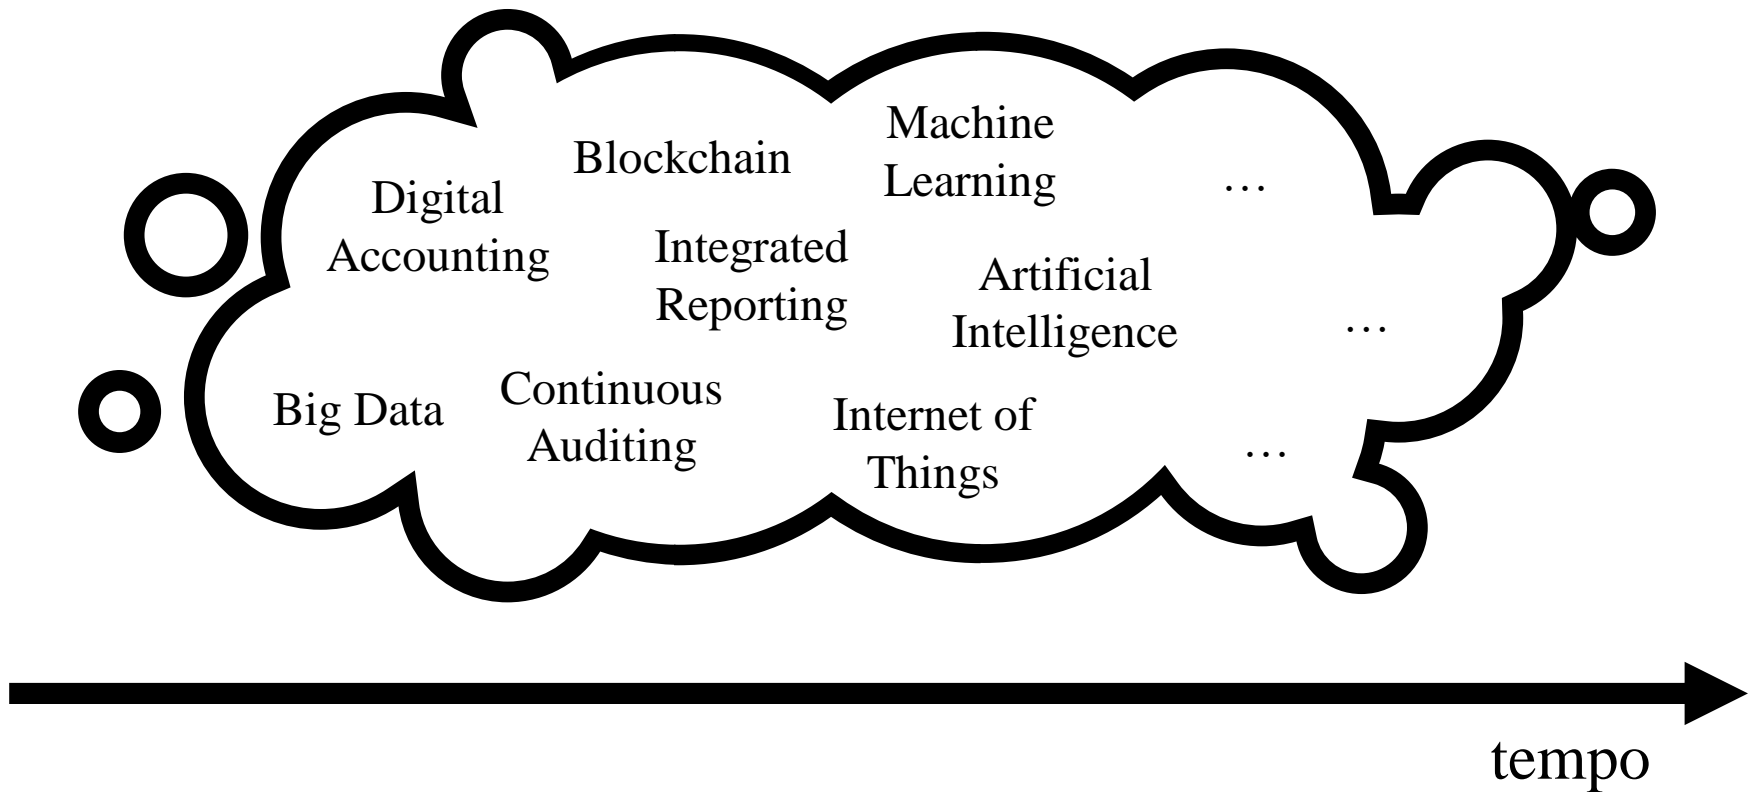 Blockchain
Machine
Learning
…
Digital
Accounting
Integrated
Reporting
Artificial
Intelligence
…
Big Data
Continuous
Auditing
Internet of
Things
…
tempo